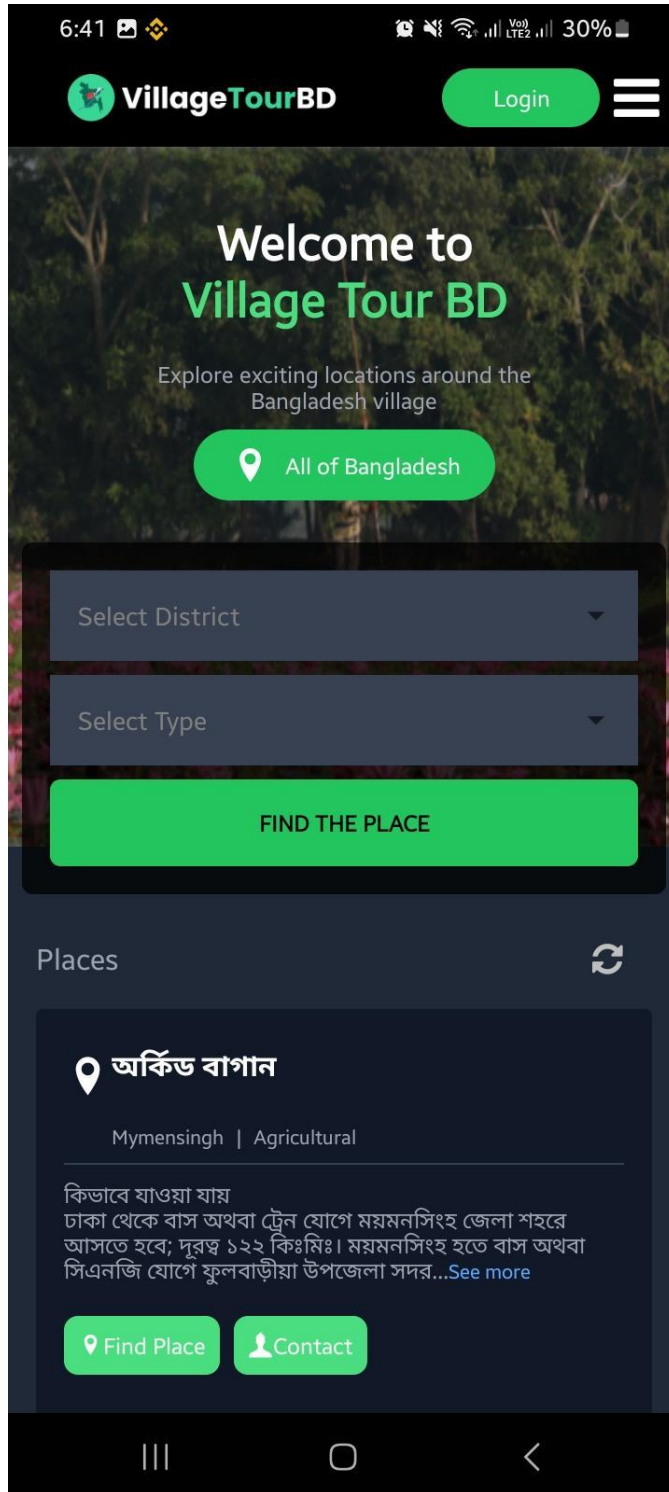 6:41
Vo)) LTE2
30%
VillageTourBD
Login
Welcome to
Village Tour BD
Explore exciting locations around the
Bangladesh village
All of Bangladesh
Select District
Select Type
FIND THE PLACE
Places
অর্কিড বাগান
Mymensingh | Agricultural
কিভাবে যাওয়া যায়
ঢাকা থেকে বাস অথবা ট্রেন যোগে ময়মনসিংহ জেলা শহরে
আসতে হবে; দূরত্ব ১২২ কিঃমিঃ। ময়মনসিংহ হতে বাস অথবা
সিএনজি যোগে ফুলবাড়ীয়া উপজেলা সদর...See more
Find Place
Contact